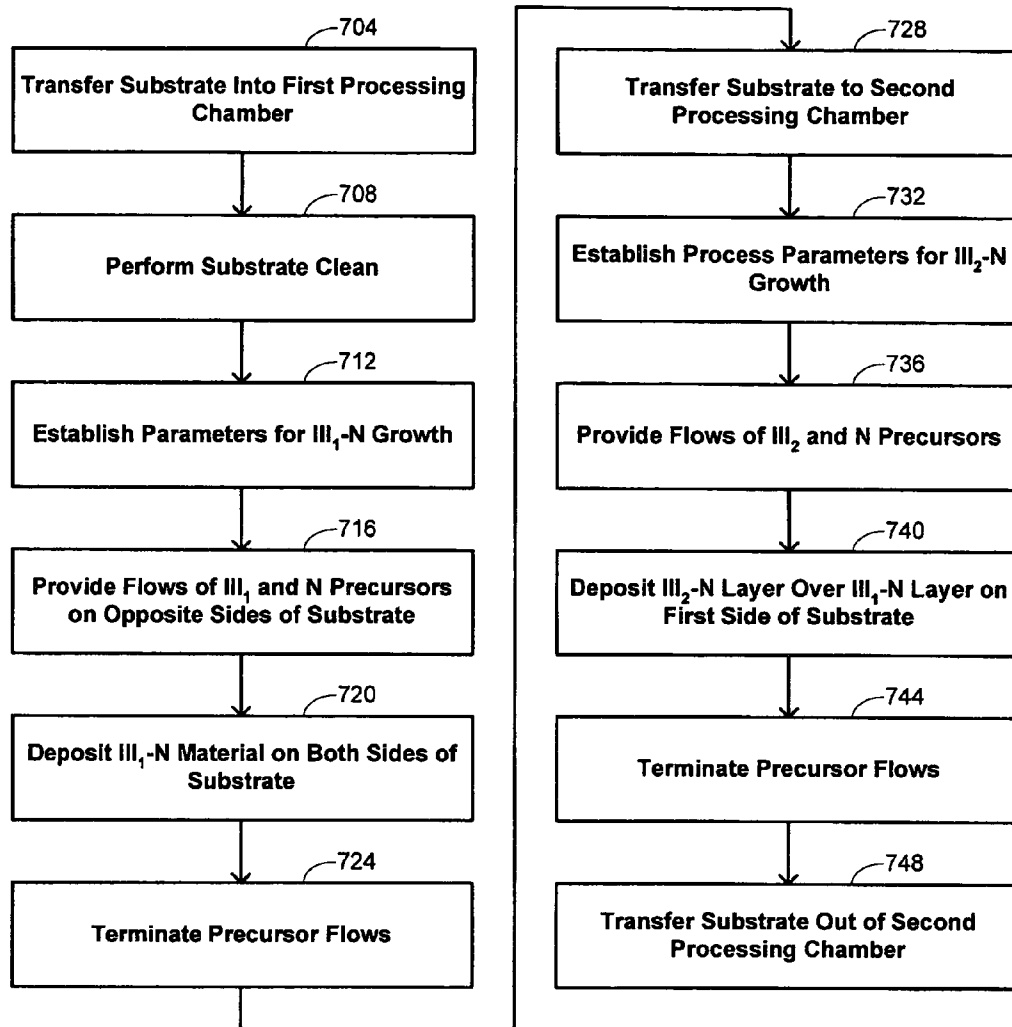 704
Transfer Substrate Into First Processing
Chamber
708
Perform Substrate Clean
712
Establish Parameters for III₁-N Growth
716
Provide Flows of III₁ and N Precursors
on Opposite Sides of Substrate
720
Deposit III₁-N Material on Both Sides of
Substrate
724
Terminate Precursor Flows
728
Transfer Substrate to Second
Processing Chamber
732
Establish Process Parameters for III₂-N
Growth
736
Provide Flows of III₂ and N Precursors
740
Deposit III₂-N Layer Over III₁-N Layer on
First Side of Substrate
744
Terminate Precursor Flows
748
Transfer Substrate Out of Second
Processing Chamber